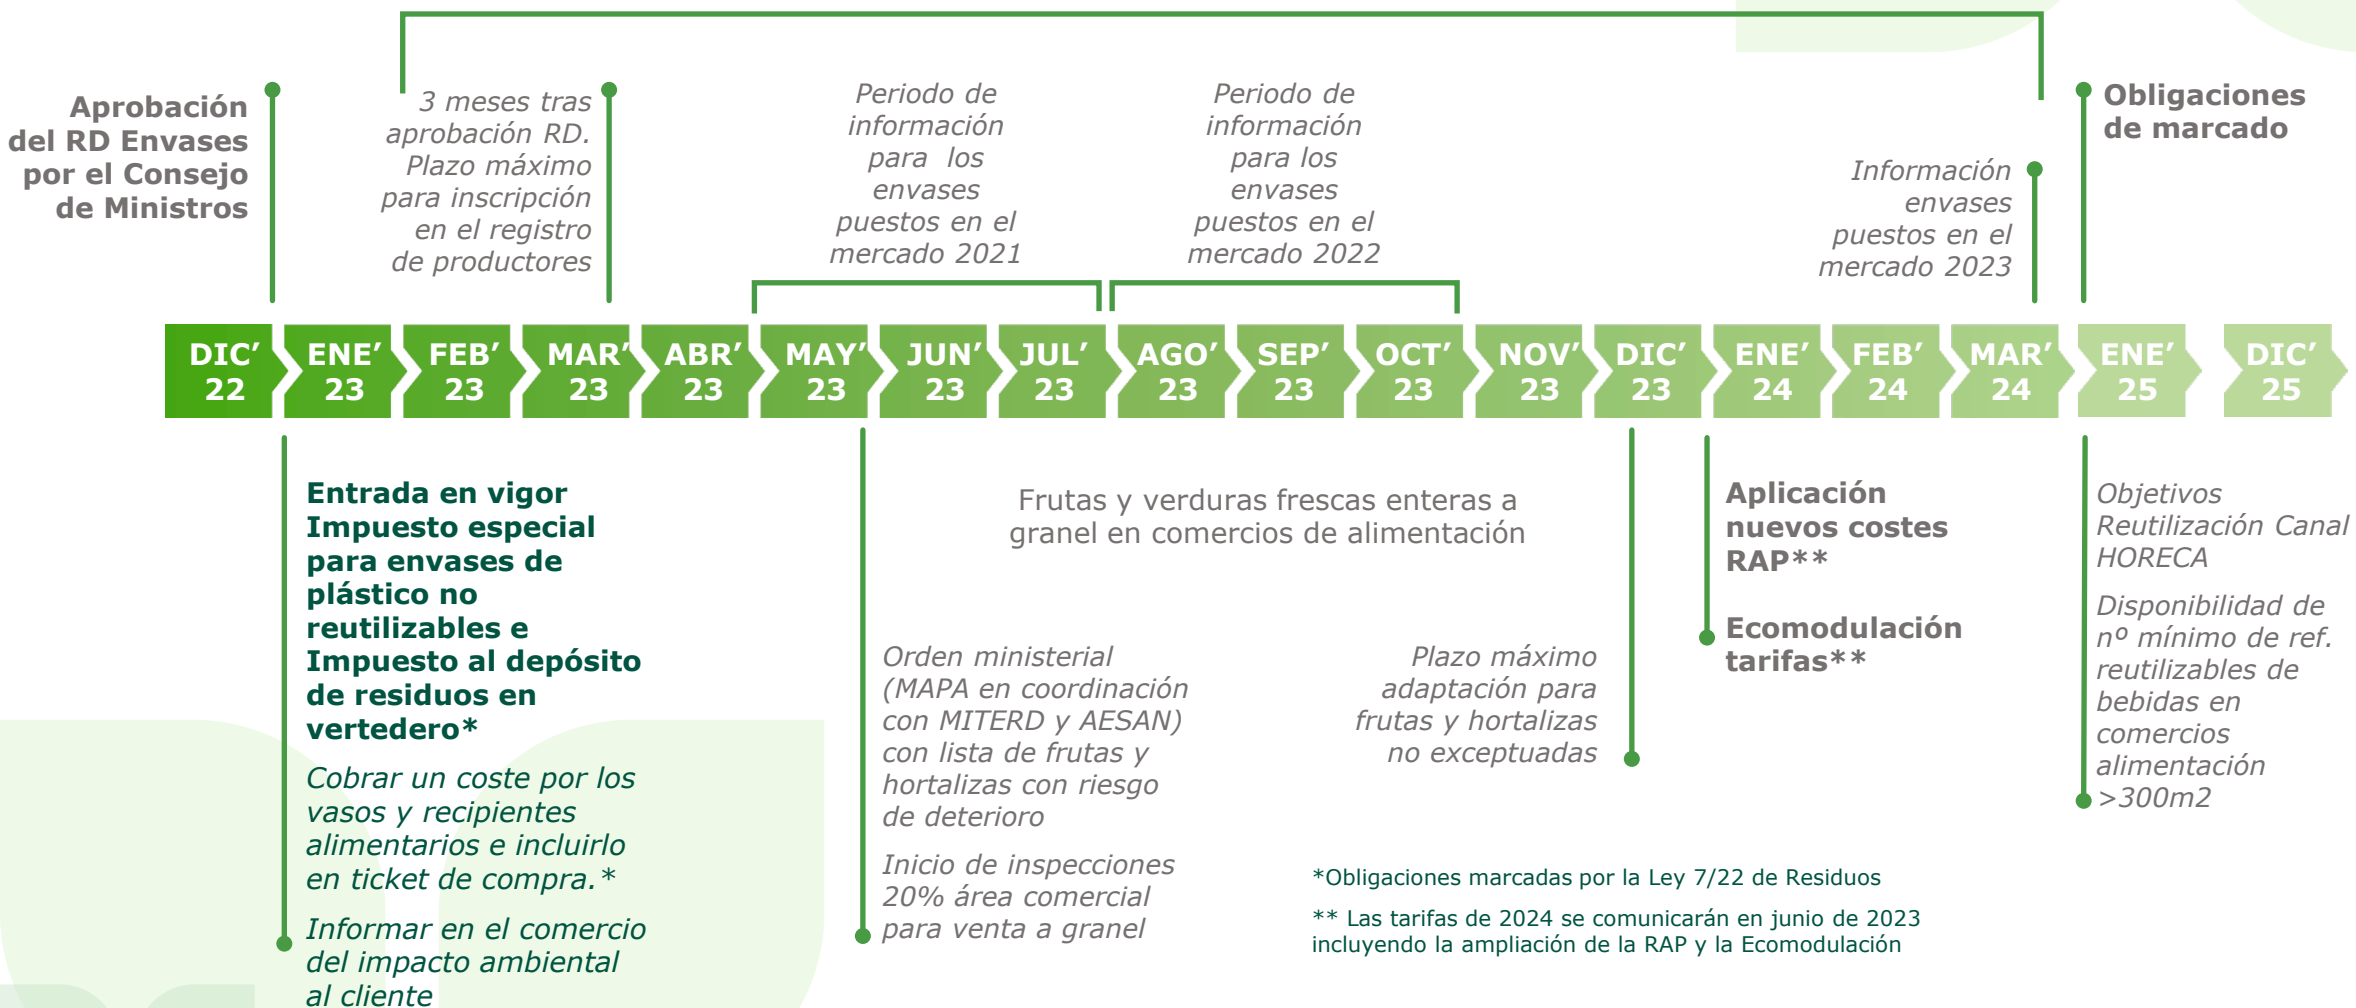 Aprobación
del RD Envases
por el Consejo
de Ministros
3 meses tras
aprobación RD.
Plazo máximo
para inscripción
en el registro
de productores
Periodo de
información
para los
envases
puestos en el
mercado 2021
Periodo de
información
para los
envases
puestos en el
mercado 2022
Información
envases
puestos en el
mercado 2023
Obligaciones
de marcado
DIC’
22
ENE’
23
FEB’
23
MAR’
23
ABR’
23
MAY’
23
JUN’
23
JUL’
23
AGO’
23
SEP’
23
OCT’
23
NOV’
23
DIC’
23
ENE’
24
FEB’
24
MAR’
24
ENE’
25
DIC’
25
Entrada en vigor
Impuesto especial
para envases de
plástico no
reutilizables e
Impuesto al depósito
de residuos en
vertedero*
Cobrar un coste por los
vasos y recipientes
alimentarios e incluirlo
en ticket de compra.*
Informar en el comercio
del impacto ambiental
al cliente
Frutas y verduras frescas enteras a
granel en comercios de alimentación
Orden ministerial
(MAPA en coordinación
con MITERD y AESAN)
con lista de frutas y
hortalizas con riesgo
de deterioro
Inicio de inspecciones
20% área comercial
para venta a granel
Plazo máximo
adaptación para
frutas y hortalizas
no exceptuadas
Aplicación
nuevos costes
RAP**
Ecomodulación
tarifas**
Objetivos
Reutilización Canal
HORECA
Disponibilidad de
nº mínimo de ref.
reutilizables de
bebidas en
comercios
alimentación
>300m2
*Obligaciones marcadas por la Ley 7/22 de Residuos
** Las tarifas de 2024 se comunicarán en junio de 2023
incluyendo la ampliación de la RAP y la Ecomodulación